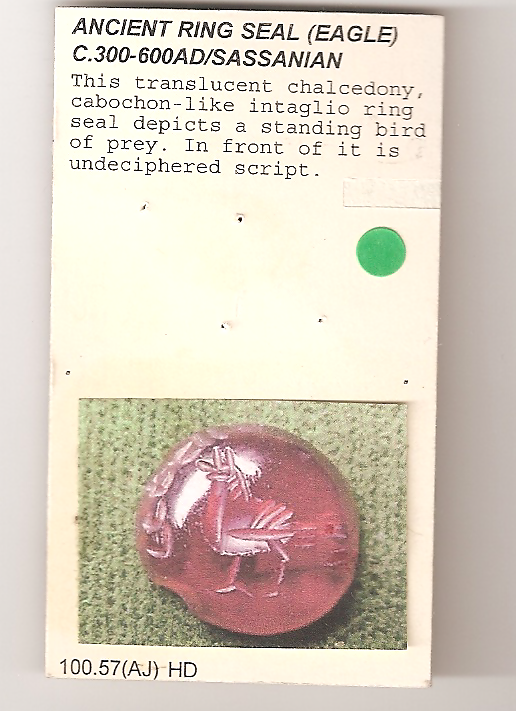 ANCIENT RING SEAL (EAGLE)
C.300-600AD/SASSANIAN
This translucent chalcedony,
cabochon-like intaglio ring
seal depicts a standing bird
of prey. In front of it is
undeciphered script.
100.57(AJ) HD